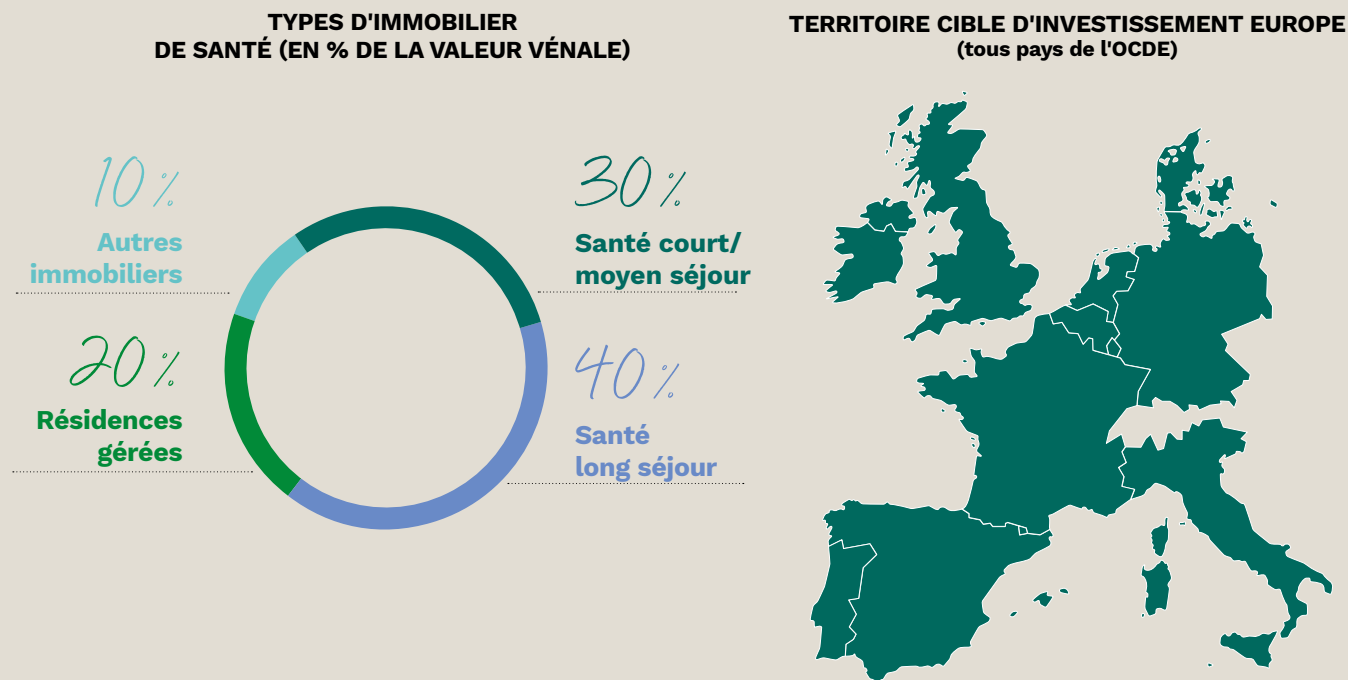 TYPES D'IMMOBILIER
DE SANTÉ (EN % DE LA VALEUR VÉNALE)
10 %
Autres
immobiliers
20 %
Résidences
gérées
30 %
Santé court/
moyen séjour
40 %
Santé
long séjour
TERRITOIRE CIBLE D'INVESTISSEMENT EUROPE
(tous pays de l'OCDE)